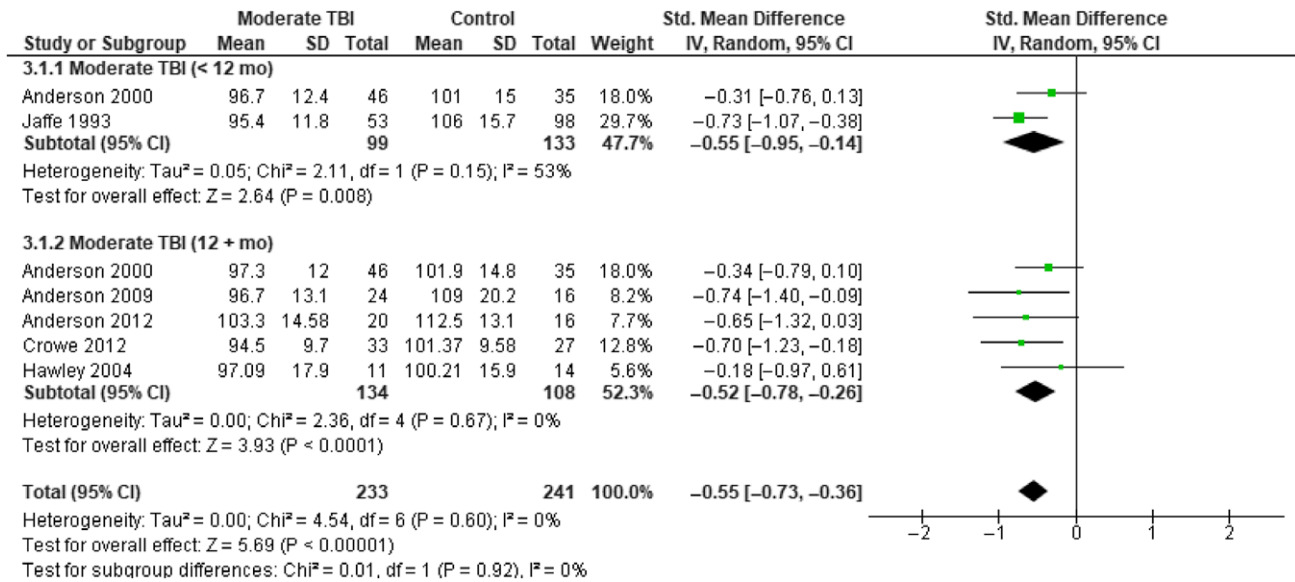 Moderate TBI Control Std. Mean Difference Std. Mean Difference
Study or Subgroup Mean SD Total Mean SD Total Weight IV, Random, 95% CI IV, Random, 95% CI
3.1.1 Moderate TBI (< 12 mo)
Anderson 2000 96.7 12.4 46 101 15 35 18.0% −0.31 [−0.76, 0.13]
Jaffe 1993 95.4 11.8 53 106 15.7 98 29.7% −0.73 [−1.07, −0.38]
Subtotal (95% CI) 99 133 47.7% −0.55 [−0.95, −0.14]
Heterogeneity: Tau² = 0.05; Chi² = 2.11, df = 1 (P = 0.15); I² = 53%
Test for overall effect: Z = 2.64 (P = 0.008)
3.1.2 Moderate TBI (12 + mo)
Anderson 2000 97.3 12 46 101.9 14.8 35 18.0% −0.34 [−0.79, 0.10]
Anderson 2009 96.7 13.1 24 109 20.2 16 8.2% −0.74 [−1.40, −0.09]
Anderson 2012 103.3 14.58 20 112.5 13.1 16 7.7% −0.65 [−1.32, 0.03]
Crowe 2012 94.5 9.7 33 101.37 9.58 27 12.8% −0.70 [−1.23, −0.18]
Hawley 2004 97.09 17.9 11 100.21 15.9 14 5.6% −0.18 [−0.97, 0.61]
Subtotal (95% CI) 134 108 52.3% −0.52 [−0.78, −0.26]
Heterogeneity: Tau² = 0.00; Chi² = 2.36, df = 4 (P = 0.67); I² = 0%
Test for overall effect: Z = 3.93 (P < 0.0001)
Total (95% CI) 233 241 100.0% −0.55 [−0.73, −0.36]
Heterogeneity: Tau² = 0.00; Chi² = 4.54, df = 6 (P = 0.60); I² = 0%
−2 −1 0 1 2
Test for overall effect: Z = 5.69 (P < 0.00001)
Test for subgroup differences: Chi² = 0.01, df = 1 (P = 0.92), I² = 0%